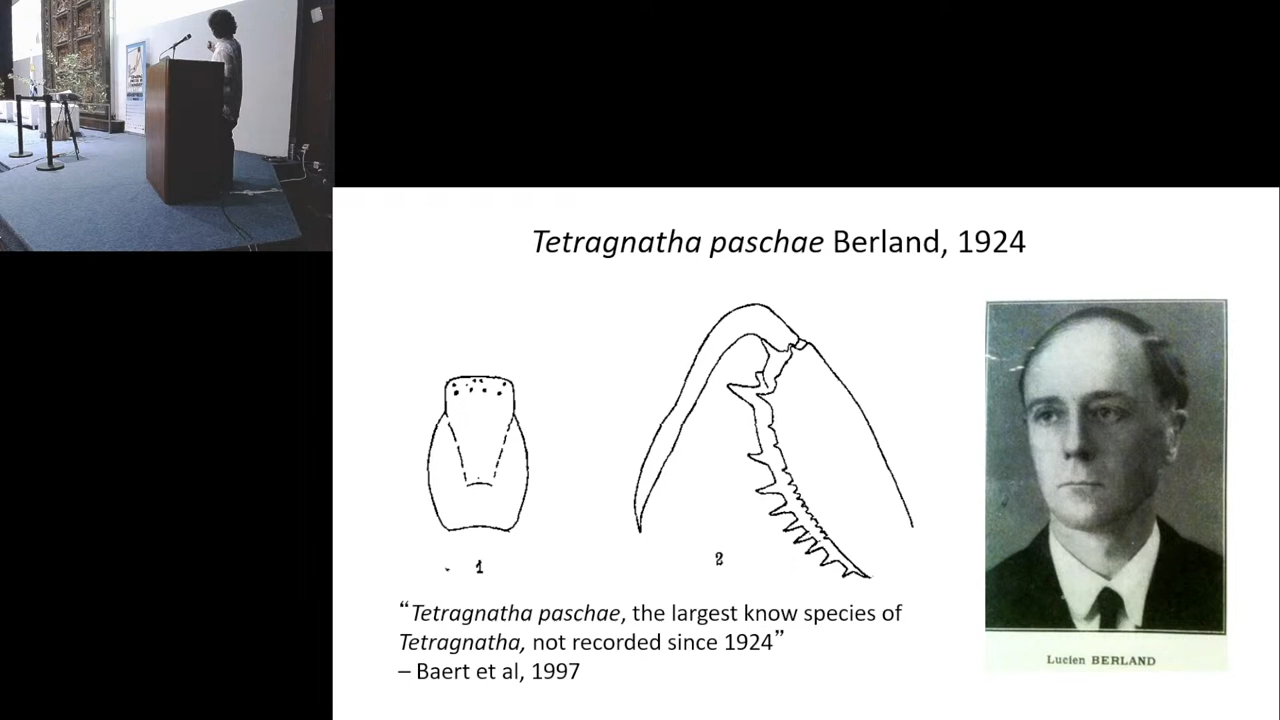 Tetragnatha paschae Berland, 1924
1
2
“Tetragnatha paschae, the largest know species of
Tetragnatha, not recorded since 1924”
– Baert et al, 1997
Lucien BERLAND